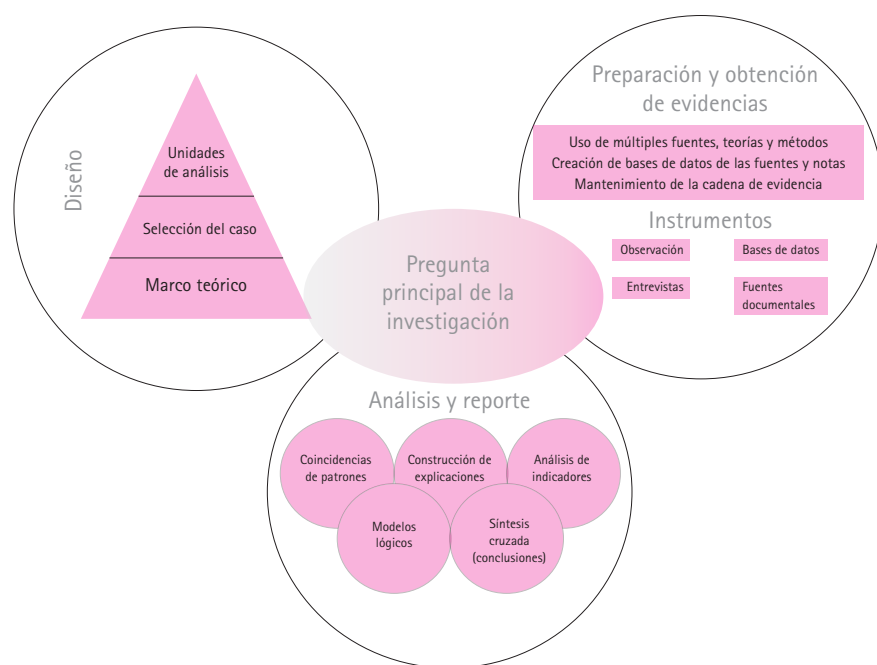 Diseño
Unidades
de análisis
Selección del caso
Marco teórico
Preparación y obtención
de evidencias
Uso de múltiples fuentes, teorías y métodos
Creación de bases de datos de las fuentes y notas
Mantenimiento de la cadena de evidencia
Instrumentos
Observación
Bases de datos
Entrevistas
Fuentes
documentales
Pregunta
principal de la
investigación
Análisis y reporte
Coincidencias
de patrones
Construcción de
explicaciones
Análisis de
indicadores
Modelos
lógicos
Síntesis
cruzada
(conclusiones)